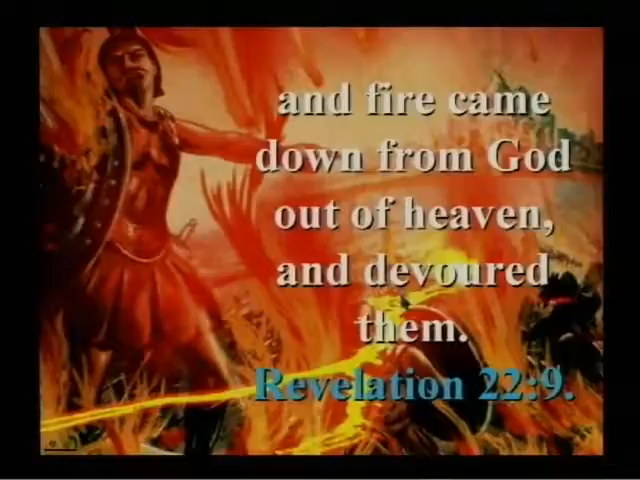 and fire came
down from God
out of heaven,
and devoured
them.
Revelation 22:9.